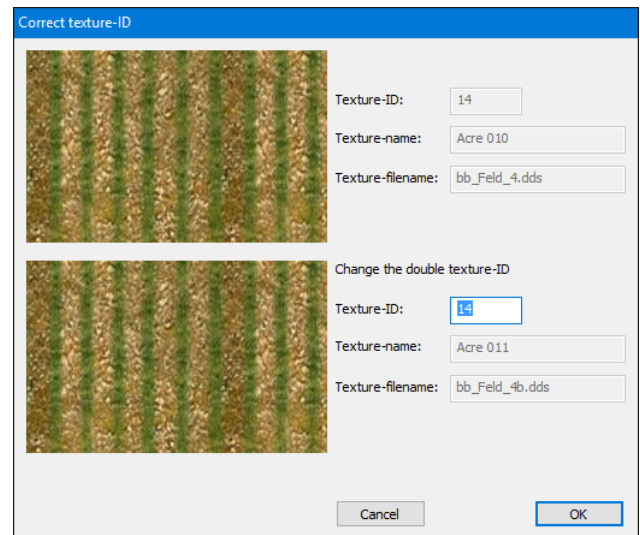 Correct texture-ID
Texture-ID: 14
Texture-name: Acre 010
Texture-filename: bb_Feld_4.dds
Change the double texture-ID
Texture-ID: 14
Texture-name: Acre 011
Texture-filename: bb_Feld_4b.dds
Cancel OK